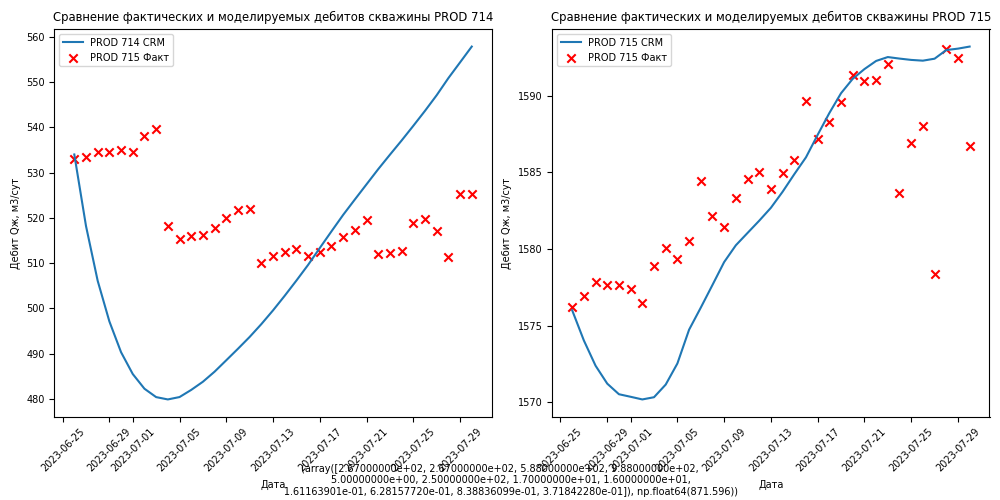 Сравнение фактических и моделируемых дебитов скважины PROD 714
Сравнение фактических и моделируемых дебитов скважины PROD 715
PROD 714 CRM
PROD 715 Факт
560
550
540
530
520
510
500
490
480
Дебит Qж, м3/сут
2023-06-25
2023-06-29
2023-07-01
2023-07-05
2023-07-09
2023-07-13
2023-07-17
2023-07-21
2023-07-25
2023-07-29
Дата
PROD 715 CRM
PROD 715 Факт
1590
1585
1580
1575
1570
Дебит Qж, м3/сут
2023-06-25
2023-06-29
2023-07-01
2023-07-05
2023-07-09
2023-07-13
2023-07-17
2023-07-21
2023-07-25
2023-07-29
Дата
5.00000000e+00, 2.50000000e+02, 1.70000000e+01, 1.60000000e+01,
1.61163901e-01, 6.28157720e-01, 8.38836099e-01, 3.71842280e-01]), np.float64(871.596))